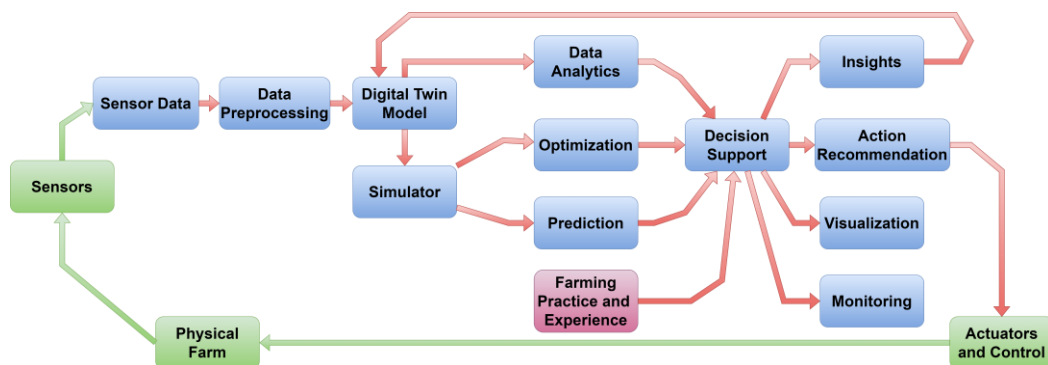 Sensor Data
Data
Preprocessing
Digital Twin
Model
Data
Analytics
Insights
Sensors
Simulator
Optimization
Decision
Support
Action
Recommendation
Prediction
Visualization
Farming
Practice and
Experience
Monitoring
Physical
Farm
Actuators
and Control